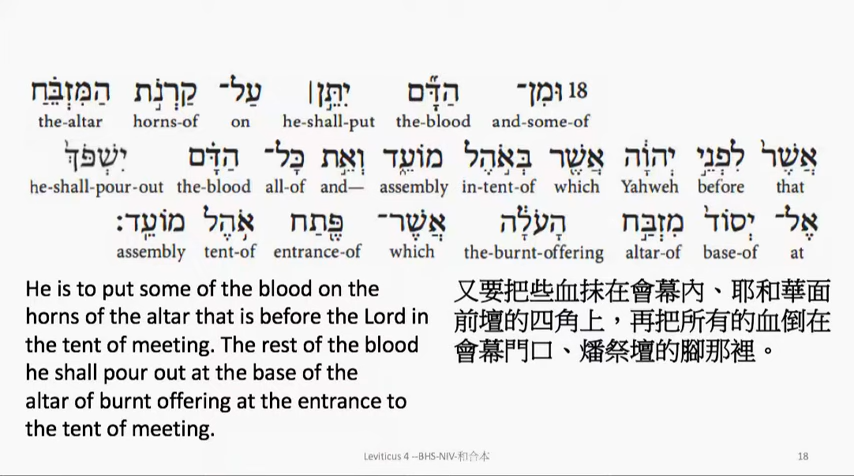 18 וּמִן־ הַדָּ֞ם יִתֵּ֣ן ׀ עַל־ קַרְנֹ֣ת הַמִּזְבֵּ֗חַ
the-altar horns-of on he-shall-put the-blood and-some-of
אֲשֶׁר֙ לִפְנֵ֣י יְהוָ֔ה אֲשֶׁ֖ר בְּאֹ֣הֶל מוֹעֵ֑ד וְאֵ֣ת כָּל־ הַדָּ֗ם יִשְׁפֹּךְ֙
he-shall-pour-out the-blood all-of and— assembly in-tent-of which Yahweh before that
אֶל־ יְסוֹד֙ מִזְבַּ֣ח הָעֹלָ֔ה אֲשֶׁר־ פֶּ֖תַח אֹ֥הֶל מוֹעֵֽד׃
assembly tent-of entrance-of which the-burnt-offering altar-of base-of at
He is to put some of the blood on the
horns of the altar that is before the Lord in
the tent of meeting. The rest of the blood
he shall pour out at the base of the
altar of burnt offering at the entrance to
the tent of meeting.
又要把些血抹在會幕內、耶和華面
前壇的四角上，再把所有的血倒在
會幕門口、燔祭壇的腳那裡。
Leviticus 4 --BHS-NIV-和合本
18